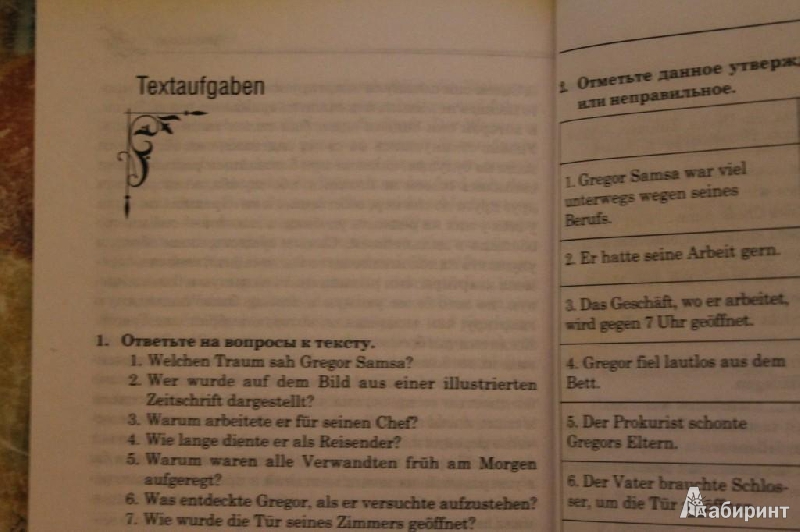 Textaufgaben
1. Ответьте на вопросы к тексту.
1. Welchen Traum sah Gregor Samsa?
2. Wer wurde auf dem Bild aus einer illustrierten
Zeitschrift dargestellt?
3. Warum arbeitete er für seinen Chef?
4. Wie lange diente er als Reisender?
5. Warum waren alle Verwandten früh am Morgen
aufgeregt?
6. Was entdeckte Gregor, als er versuchte aufzustehen?
7. Wie wurde die Tür seines Zimmers geöffnet?
2. Отметьте данное утверж
или неправильное.
1. Gregor Samsa war viel
unterwegs wegen seines
Berufs.
2. Er hatte seine Arbeit gern.
3. Das Geschäft, wo er arbeitet,
wird gegen 7 Uhr geöffnet.
4. Gregor fiel lautlos aus dem
Bett.
5. Der Prokurist schonte
Gregors Eltern.
6. Der Vater brauchte Schlos-
ser, um die Tür
Лабиринт